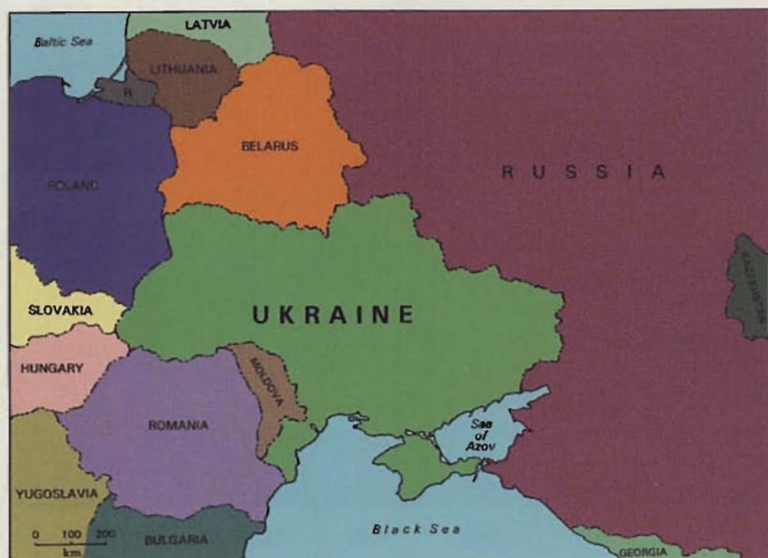 LATVIA
Baltic Sea
LITHUANIA
R
BELARUS
RUSSIA
POLAND
KAZAKHSTAN
SLOVAKIA
UKRAINE
HUNGARY
MOLDOVA
ROMANIA
Sea
of
Azov
YUGOSLAVIA
Black Sea
0 100 200
km
BULGARIA
GEORGIA